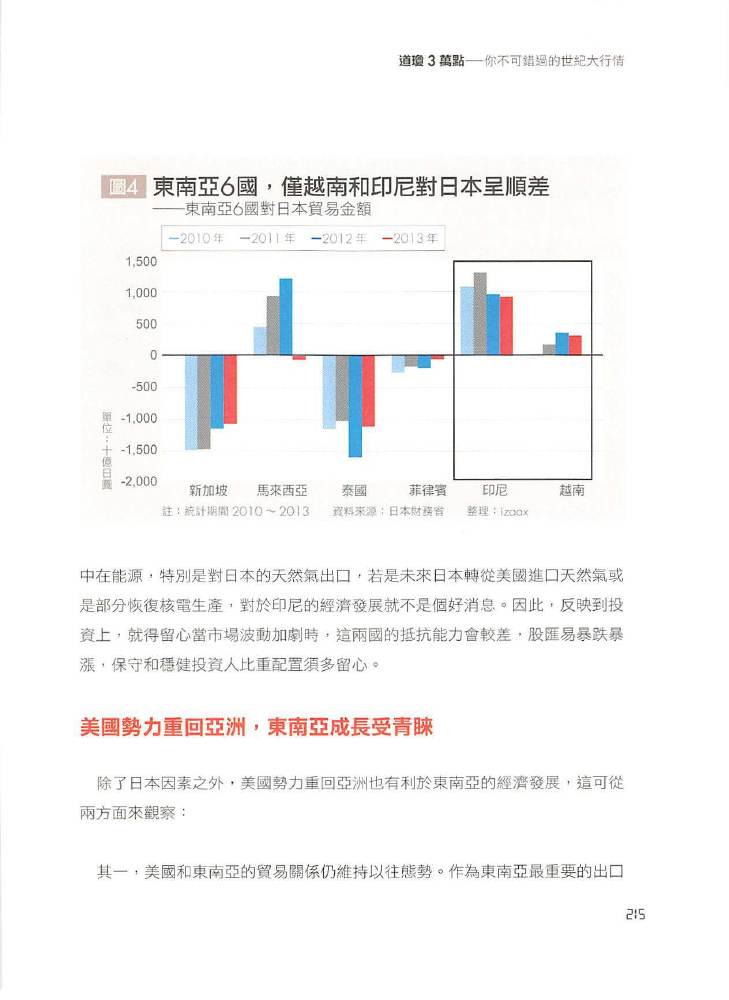 道瓊 3 萬點——你不可錯過的世紀大行情
圖4 東南亞6國，僅越南和印尼對日本呈順差
——東南亞6國對日本貿易金額
2010年 2011年 2012年 2013年
1,500
1,000
500
0
-500
-1,000
-1,500
-2,000
單位：十億日圓
新加坡 馬來西亞 泰國 菲律賓 印尼 越南
註：統計期間 2010～2013 資料來源：日本財務省 整理：izaax
中在能源，特別是對日本的天然氣出口，若是未來日本轉從美國進口天然氣或
是部分恢復核電生產，對於印尼的經濟發展就不是個好消息。因此，反映到投
資上，就得留心當市場波動加劇時，這兩國的抵抗能力會較差，股匯易暴跌暴
漲，保守和穩健投資人比重配置須多留心。
美國勢力重回亞洲，東南亞成長受青睞
除了日本因素之外，美國勢力重回亞洲也有利於東南亞的經濟發展，這可從
兩方面來觀察：
其一，美國和東南亞的貿易關係仍維持以往態勢。作為東南亞最重要的出口
215